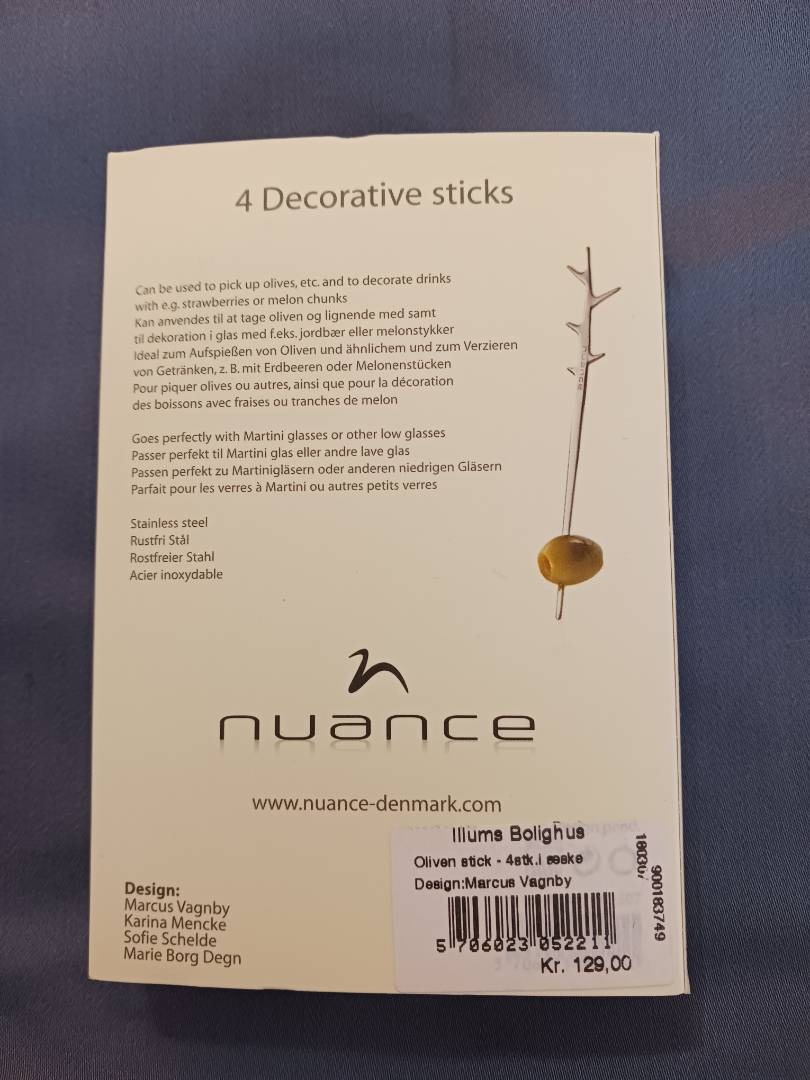 4 Decorative sticks
Can be used to pick up olives, etc. and to decorate drinks
with e.g. strawberries or melon chunks
Kan anvendes til at tage oliven og lignende med samt
til dekoration i glas med f.eks. jordbær eller melonstykker
Ideal zum Aufspießen von Oliven und ähnlichem und zum Verzieren
von Getränken, z. B. mit Erdbeeren oder Melonenstücken
Pour piquer olives ou autres, ainsi que pour la décoration
des boissons avec fraises ou tranches de melon
Goes perfectly with Martini glasses or other low glasses
Passer perfekt til Martini glas eller andre lave glas
Passen perfekt zu Martinigläsern oder anderen niedrigen Gläsern
Parfait pour les verres à Martini ou autres petits verres
Stainless steel
Rustfri Stål
Rostfreier Stahl
Acier inoxydable
nuance
nuance
www.nuance-denmark.com
Design:
Marcus Vagnby
Karina Mencke
Sofie Schelde
Marie Borg Degn
Illums Bolighus
Oliven stick - 4stk.i æske
Design:Marcus Vagnby
5 706023 052211
Kr. 129,00
900183749